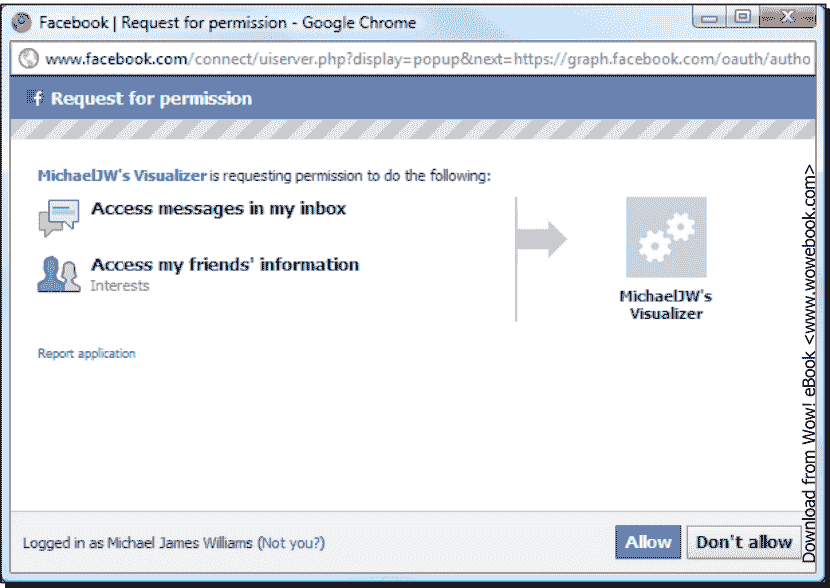 Facebook | Request for permission - Google Chrome
www.facebook.com/connect/uiserver.php?display=popup&next=https://graph.facebook.com/oauth/autho
f Request for permission
MichaelJW's Visualizer is requesting permission to do the following:
Access messages in my inbox
Access my friends' information
Interests
MichaelJW's
Visualizer
Report application
Logged in as Michael James Williams (Not you?)
Allow
Don't allow
Download from Wow! eBook <www.wowebook.com>